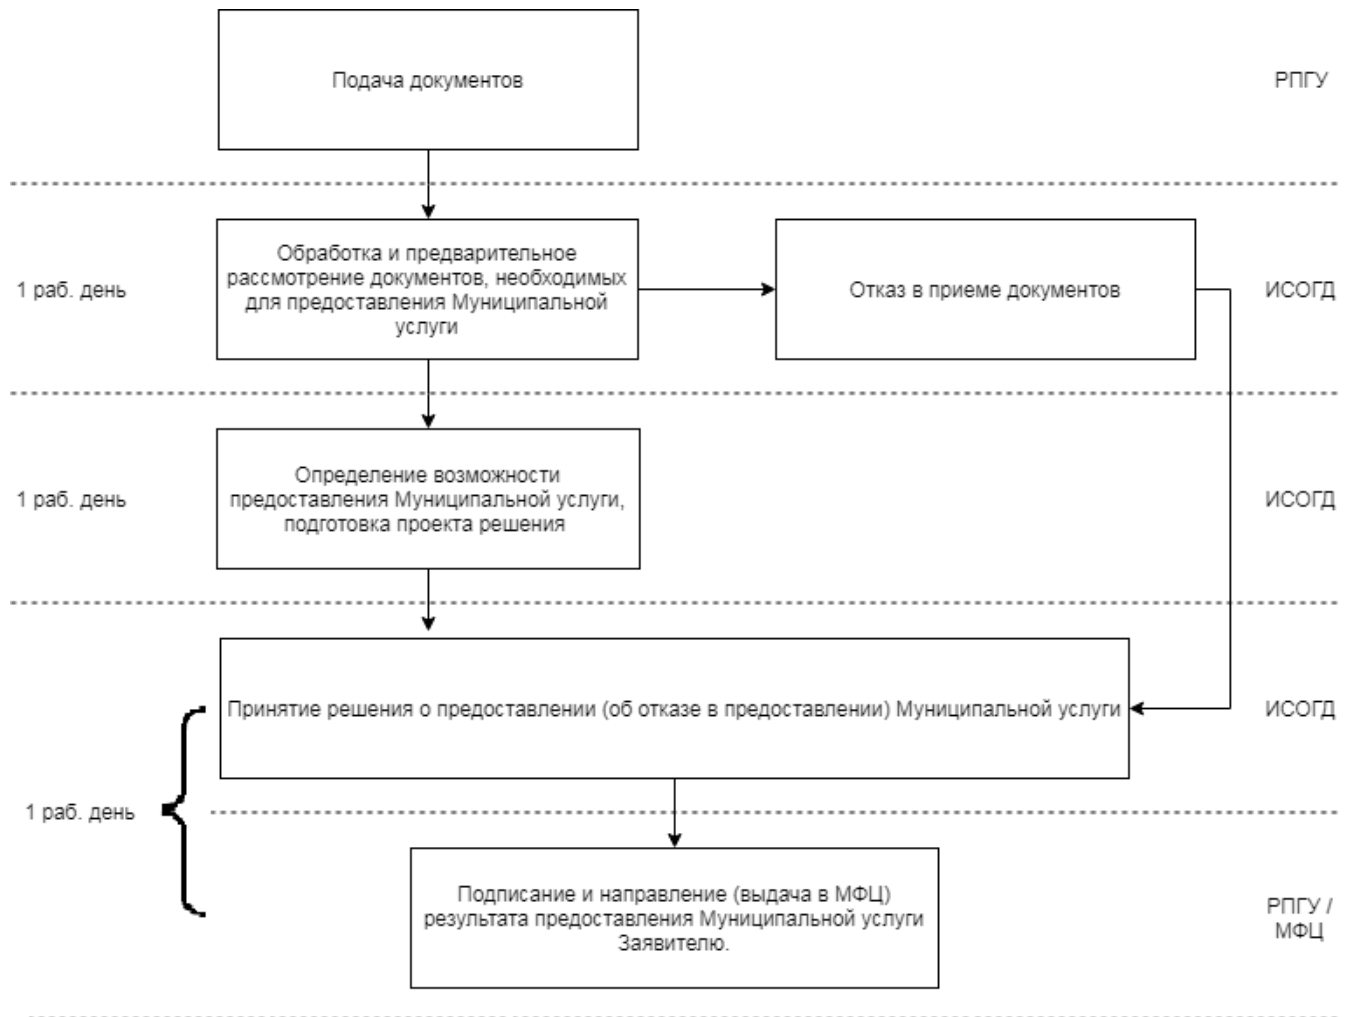 Подача документов
РПГУ
1 раб. день
Обработка и предварительное
рассмотрение документов, необходимых
для предоставления Муниципальной
услуги
Отказ в приеме документов
ИСОГД
1 раб. день
Определение возможности
предоставления Муниципальной услуги,
подготовка проекта решения
ИСОГД
Принятие решения о предоставлении (об отказе в предоставлении) Муниципальной услуги
ИСОГД
1 раб. день
Подписание и направление (выдача в МФЦ)
результата предоставления Муниципальной услуги
Заявителю.
РПГУ /
МФЦ